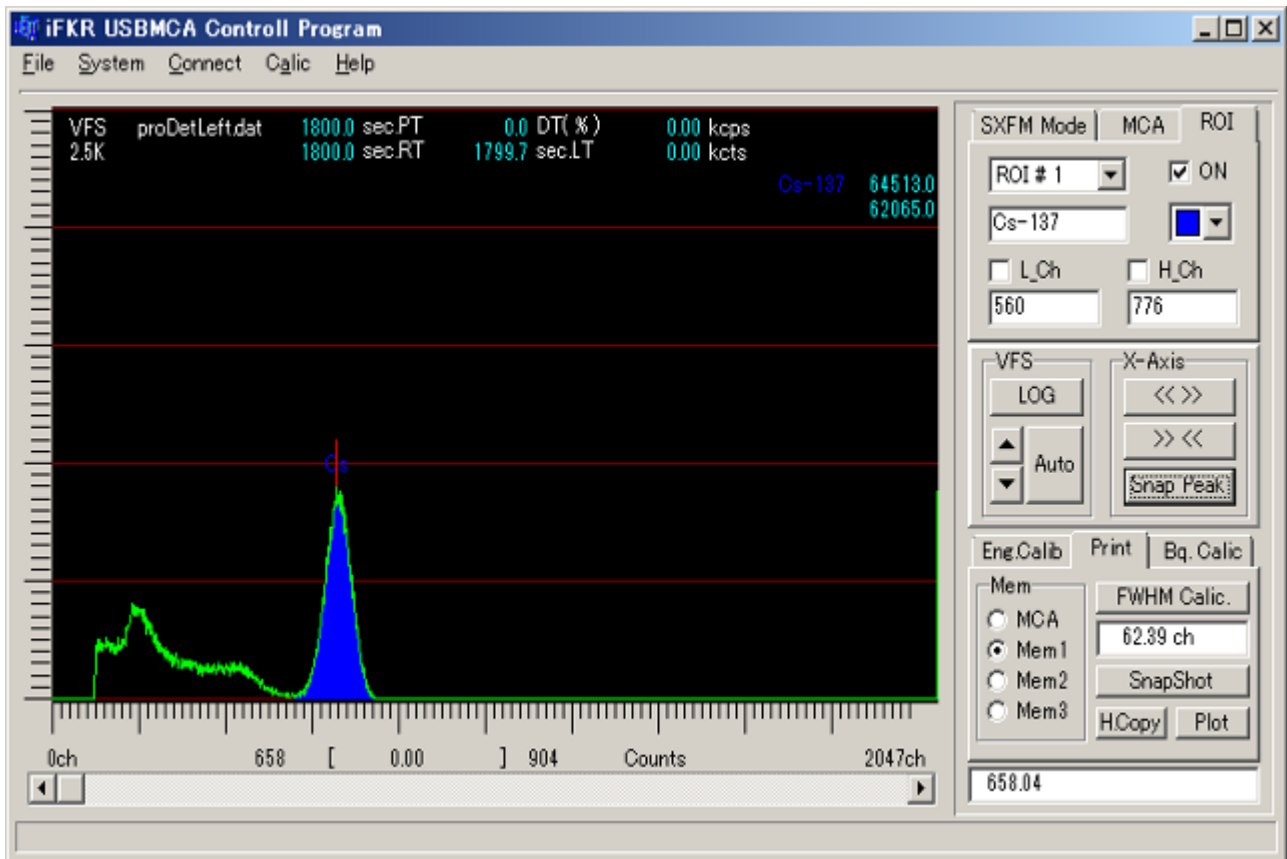 iFKR USBMCA Controll Program
File System Connect Calic Help
VFS proDetLeft.dat 1800.0 sec.PT 0.0 DT( % ) 0.00 kcps
2.5K 1800.0 sec.RT 1799.7 sec.LT 0.00 kcts
Cs-137 64513.0
62065.0
Cs
0ch 658 [ 0.00 ] 904 Counts 2047ch
SXFM Mode MCA ROI
ROI # 1 ON
Cs-137
L_Ch H_Ch
560 776
VFS X-Axis
LOG << >>
>> <<
Auto
Snap Peak
Eng.Calib Print Bq. Calic
Mem FWHM Calic.
MCA
62.39 ch
Mem1
Mem2 SnapShot
Mem3 H.Copy Plot
658.04